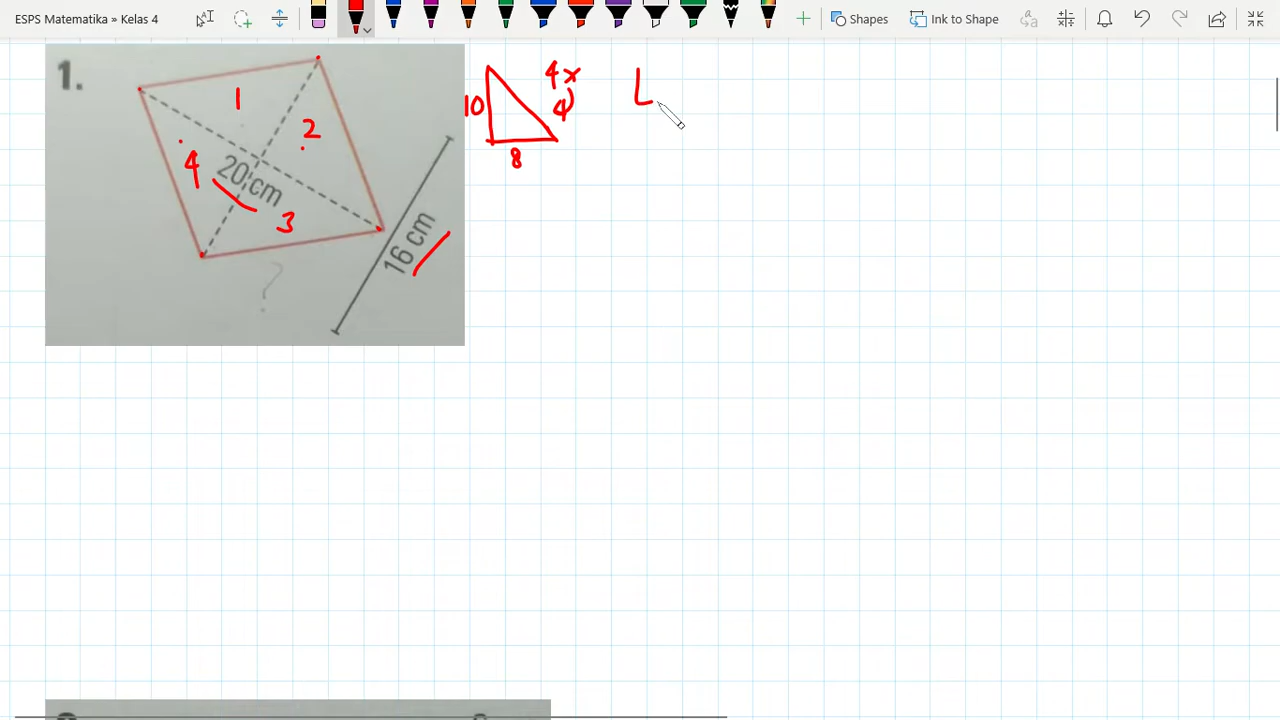 ESPS Matematika » Kelas 4
Shapes
Ink to Shape
1.
1
2
20 cm
4
3
16 cm
?
10
8
4 x
4
L